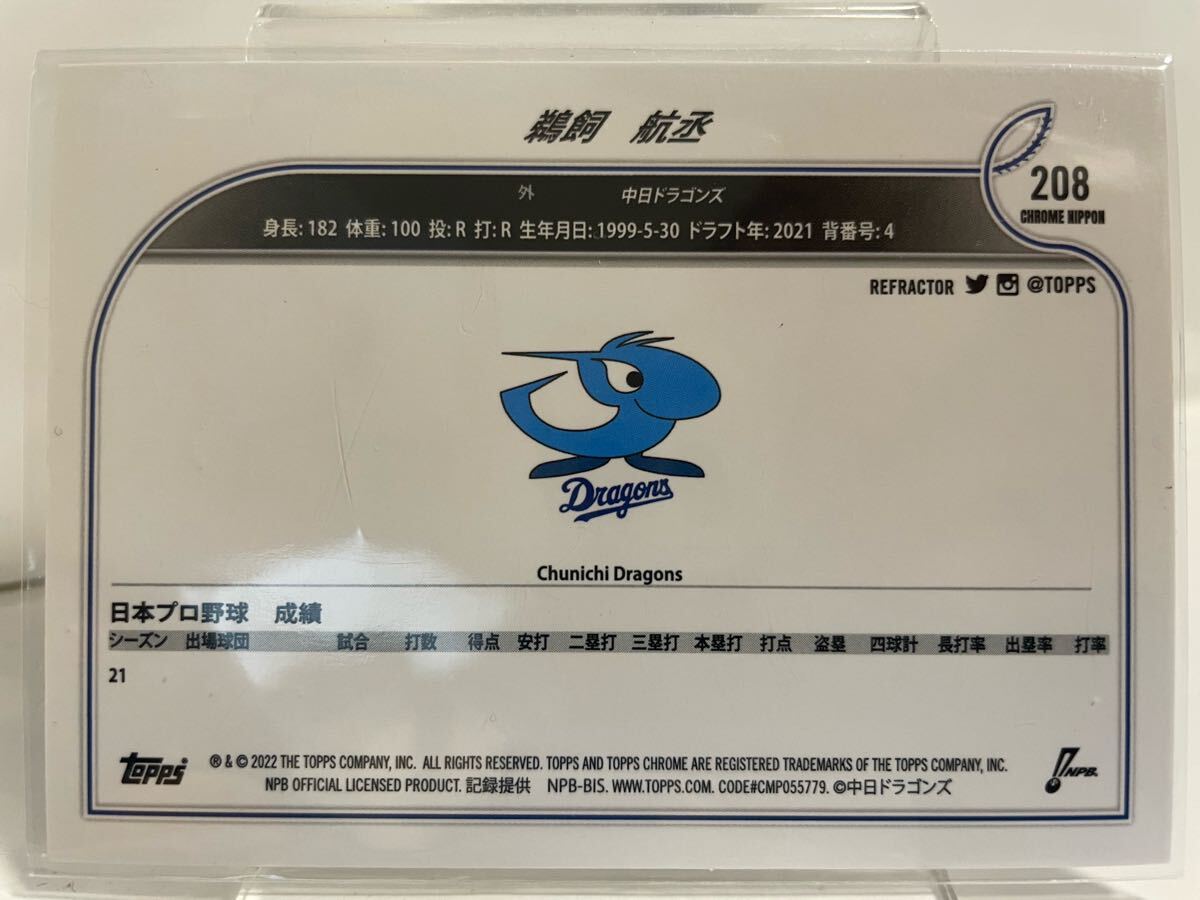 鵜飼 航丞
208
CHROME NIPPON
外 中日ドラゴンズ
身長: 182 体重: 100 投: R 打: R 生年月日: 1999-5-30 ドラフト年: 2021 背番号: 4
REFRACTOR @TOPPS
Dragons
Chunichi Dragons
日本プロ野球 成績
シーズン 出場球団 試合 打数 得点 安打 二塁打 三塁打 本塁打 打点 盗塁 四球計 長打率 出塁率 打率
21
topps
® & © 2022 THE TOPPS COMPANY, INC. ALL RIGHTS RESERVED. TOPPS AND TOPPS CHROME ARE REGISTERED TRADEMARKS OF THE TOPPS COMPANY, INC.
NPB OFFICIAL LICENSED PRODUCT. 記録提供 NPB-BIS. WWW.TOPPS.COM. CODE#CMP055779. ©中日ドラゴンズ
NPB